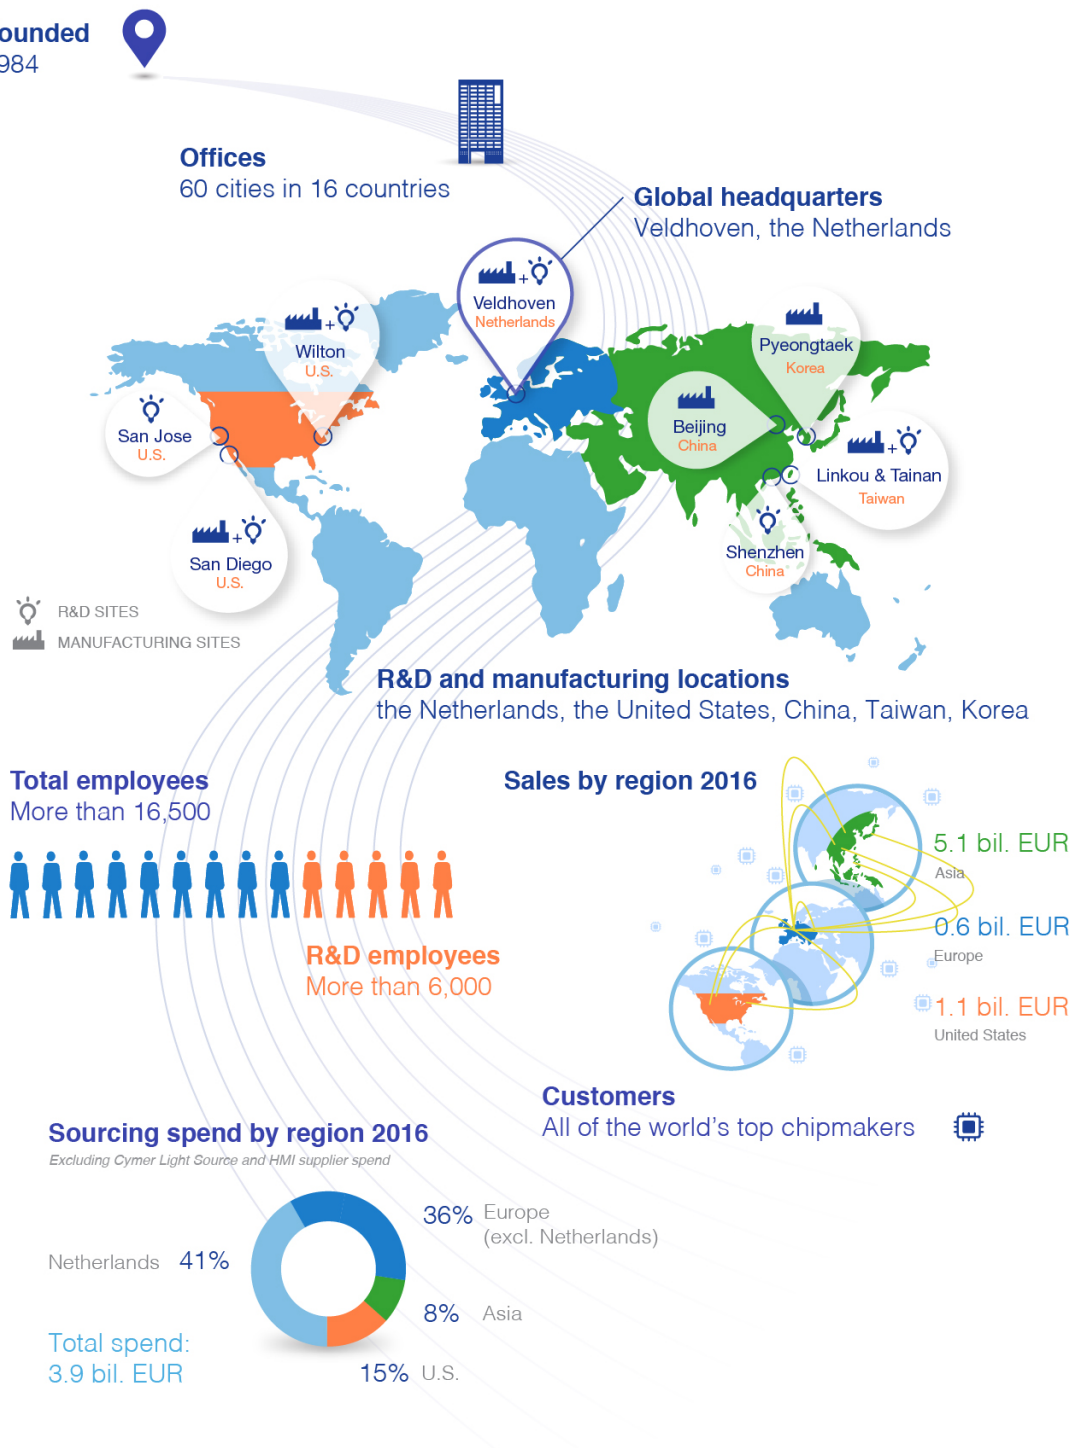 ounded
984
Offices
60 cities in 16 countries
Global headquarters
Veldhoven, the Netherlands
+
Veldhoven
Netherlands
+
Wilton
U.S.
Pyeongtaek
Korea
San Jose
U.S.
Beijing
China
+
Linkou & Tainan
Taiwan
+
San Diego
U.S.
Shenzhen
China
R&D SITES
MANUFACTURING SITES
R&D and manufacturing locations
the Netherlands, the United States, China, Taiwan, Korea
Total employees
More than 16,500
R&D employees
More than 6,000
Sales by region 2016
5.1 bil. EUR
Asia
0.6 bil. EUR
Europe
1.1 bil. EUR
United States
Customers
All of the world's top chipmakers
Sourcing spend by region 2016
Excluding Cymer Light Source and HMI supplier spend
36% Europe
(excl. Netherlands)
Netherlands 41%
8% Asia
Total spend:
3.9 bil. EUR
15% U.S.